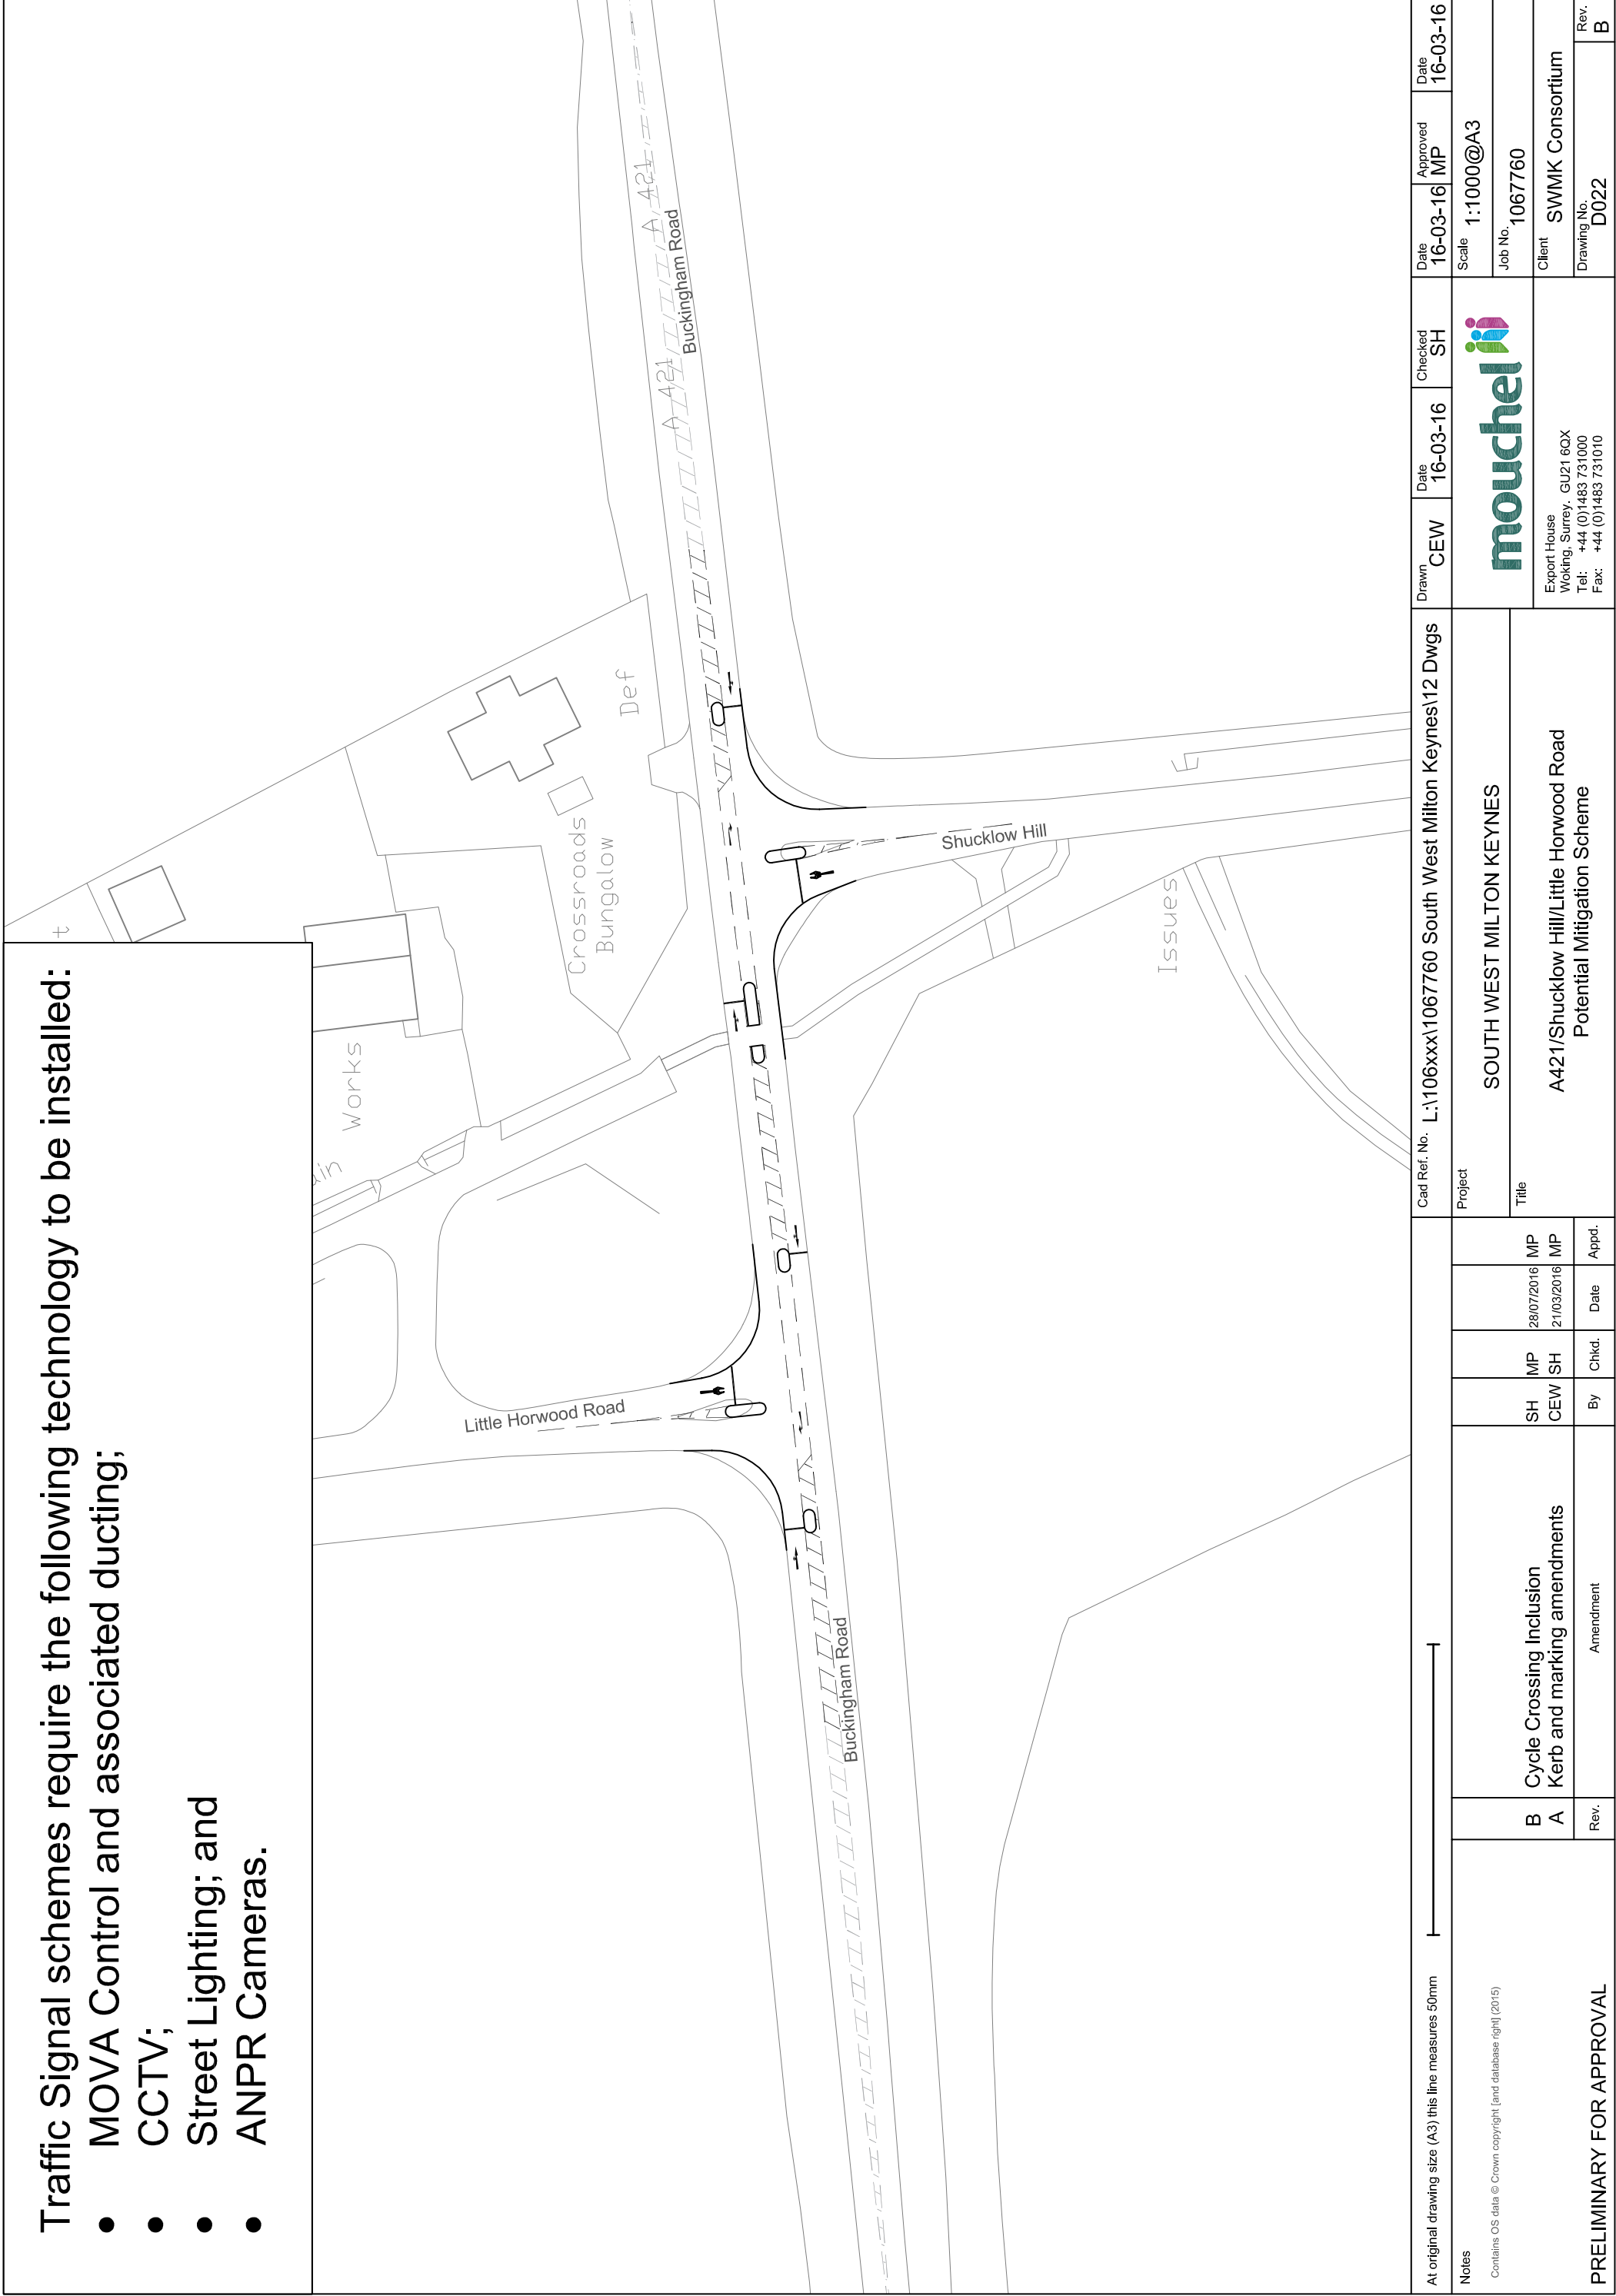 Traffic Signal schemes require the following technology to be installed:
• MOVA Control and associated ducting;
• CCTV;
• Street Lighting; and
• ANPR Cameras.
Works
Crossroads
Bungalow
Def
Little Horwood Road
Buckingham Road
Buckingham Road
A 421
A 421
Shucklow Hill
Issues
At original drawing size (A3) this line measures 50mm
Notes
Contains OS data © Crown copyright [and database right] (2015)
PRELIMINARY FOR APPROVAL
B Cycle Crossing Inclusion SH MP 28/07/2016 MP
A Kerb and marking amendments CEW SH 21/03/2016 MP
Rev. Amendment By Chkd. Date Appd.
Cad Ref. No. L:\106xxx\1067760 South West Milton Keynes\12 Dwgs
Project
SOUTH WEST MILTON KEYNES
Title
A421/Shucklow Hill/Little Horwood Road
Potential Mitigation Scheme
Drawn CEW
Date 16-03-16
Checked SH
Date 16-03-16
Approved MP
Date 16-03-16
mouchel
Export House
Woking, Surrey. GU21 6QX
Tel: +44 (0)1483 731000
Fax: +44 (0)1483 731010
Scale 1:1000@A3
Job No. 1067760
Client SWMK Consortium
Drawing No. D022
Rev. B